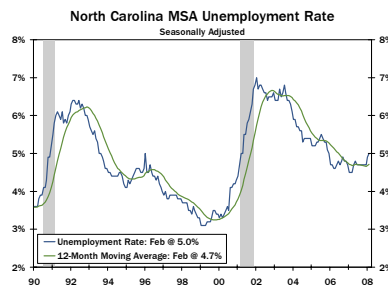 North Carolina MSA Unemployment Rate
Seasonally Adjusted
8% 8%
7% 7%
6% 6%
5% 5%
4% 4%
3% 3%
2% 2%
Unemployment Rate: Feb @ 5.0%
12-Month Moving Average: Feb @ 4.7%
90 92 94 96 98 00 02 04 06 08